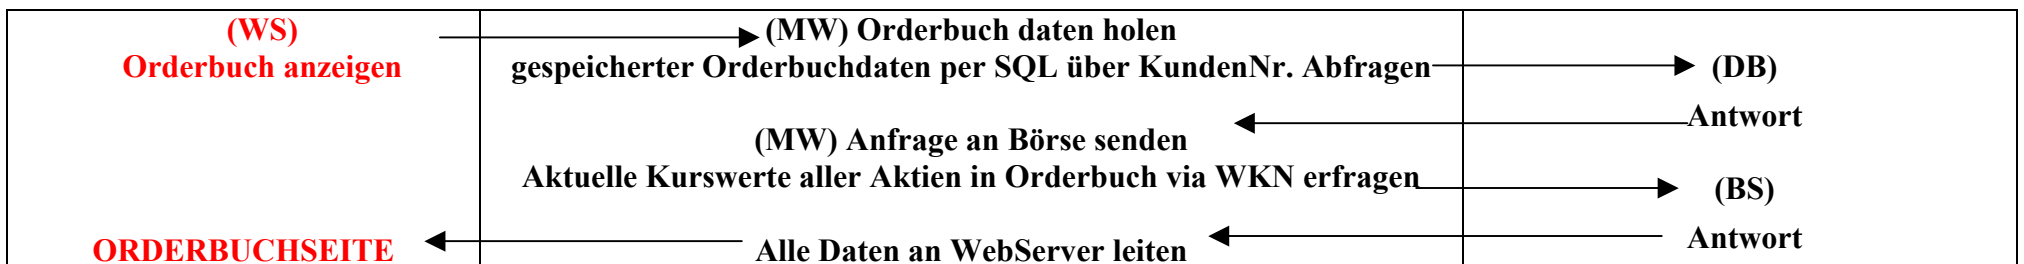 (WS)
Orderbuch anzeigen
(MW) Orderbuch daten holen
gespeicherter Orderbuchdaten per SQL über KundenNr. Abfragen
(DB)
Antwort
(MW) Anfrage an Börse senden
Aktuelle Kurswerte aller Aktien in Orderbuch via WKN erfragen
(BS)
Antwort
Alle Daten an WebServer leiten
ORDERBUCHSEITE